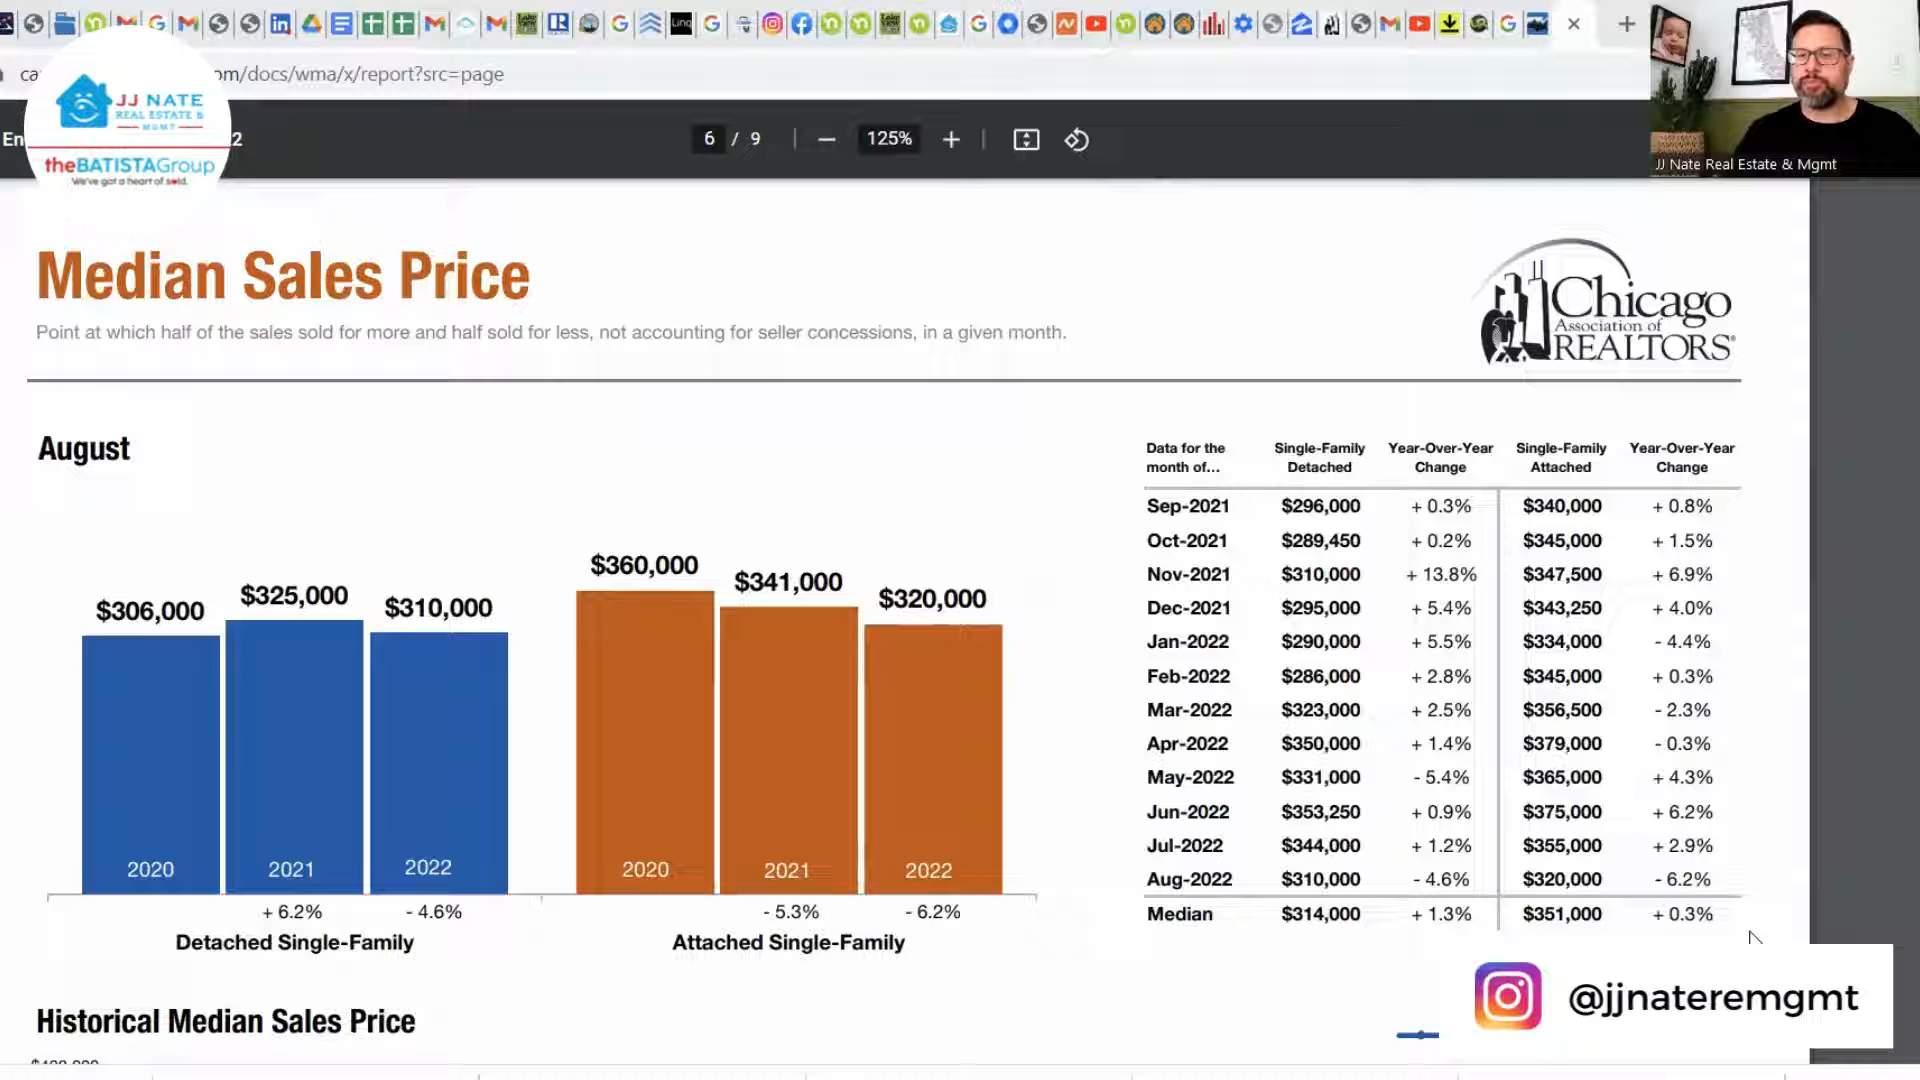 Linq
om/docs/wma/x/report?src=page
JJ NATE
REAL ESTATE &
MGMT
theBATISTAGroup
We've got a heart of sold.
2
6 / 9
125%
JJ Nate Real Estate & Mgmt
Median Sales Price
Point at which half of the sales sold for more and half sold for less, not accounting for seller concessions, in a given month.
Chicago
Association of
REALTORS®
August
$306,000
$325,000
$310,000
$360,000
$341,000
$320,000
2020
2021
2022
2020
2021
2022
+ 6.2%
- 4.6%
- 5.3%
- 6.2%
Detached Single-Family
Attached Single-Family
Data for the month of... Single-Family Detached Year-Over-Year Change Single-Family Attached Year-Over-Year Change
Sep-2021 $296,000 + 0.3% $340,000 + 0.8%
Oct-2021 $289,450 + 0.2% $345,000 + 1.5%
Nov-2021 $310,000 + 13.8% $347,500 + 6.9%
Dec-2021 $295,000 + 5.4% $343,250 + 4.0%
Jan-2022 $290,000 + 5.5% $334,000 - 4.4%
Feb-2022 $286,000 + 2.8% $345,000 + 0.3%
Mar-2022 $323,000 + 2.5% $356,500 - 2.3%
Apr-2022 $350,000 + 1.4% $379,000 - 0.3%
May-2022 $331,000 - 5.4% $365,000 + 4.3%
Jun-2022 $353,250 + 0.9% $375,000 + 6.2%
Jul-2022 $344,000 + 1.2% $355,000 + 2.9%
Aug-2022 $310,000 - 4.6% $320,000 - 6.2%
Median $314,000 + 1.3% $351,000 + 0.3%
Historical Median Sales Price
@jjnateremgmt